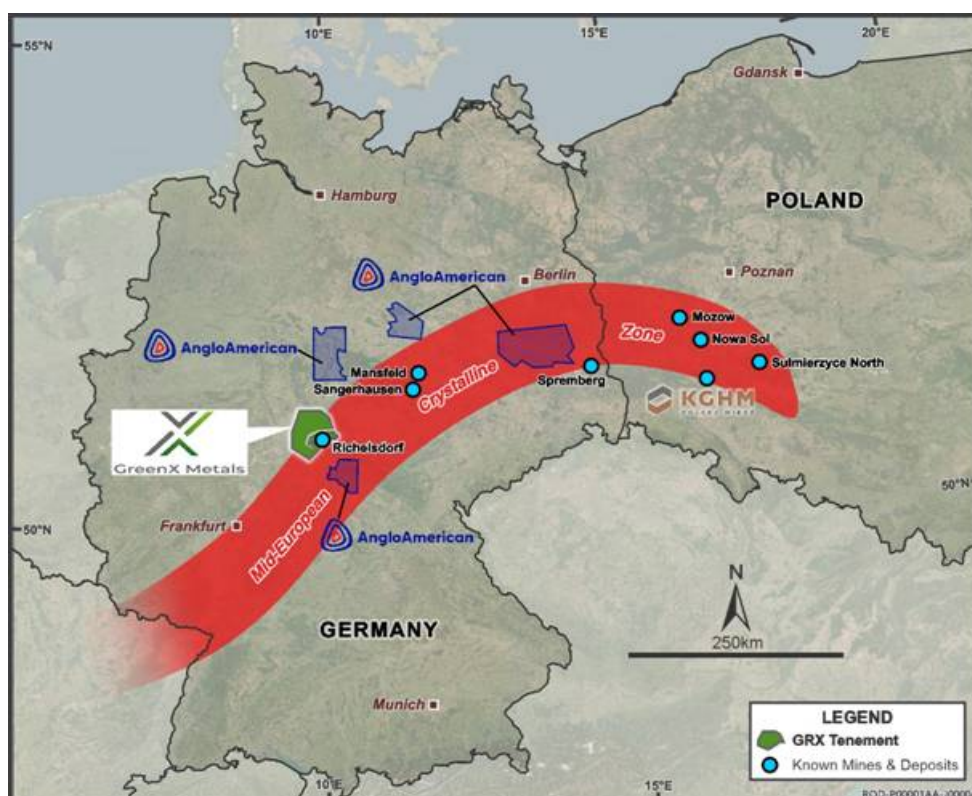 10°E
15°E
20°E
55°N
Gdansk
Hamburg
POLAND
AngloAmerican
Berlin
Poznan
AngloAmerican
Mozow
Zone
Nowa Sol
Mansfeld
Sulmierzyce North
Sangerhausen
Crystalline
Spremberg
KGHM
POLSKA MIEDŹ
GreenX Metals
Richelsdorf
50°N
50°N
Frankfurt
Mid-European
AngloAmerican
N
GERMANY
250km
Munich
LEGEND
GRX Tenement
Known Mines & Deposits
10°E
15°E